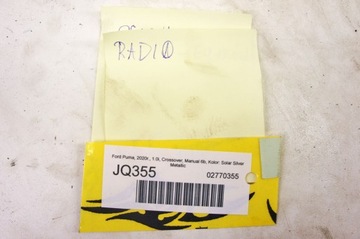 RADIO
Ford Puma, 2020r., 1.0i, Crossover, Manual 6b, Kolor: Solar Silver
Metallic
JQ355
02770355